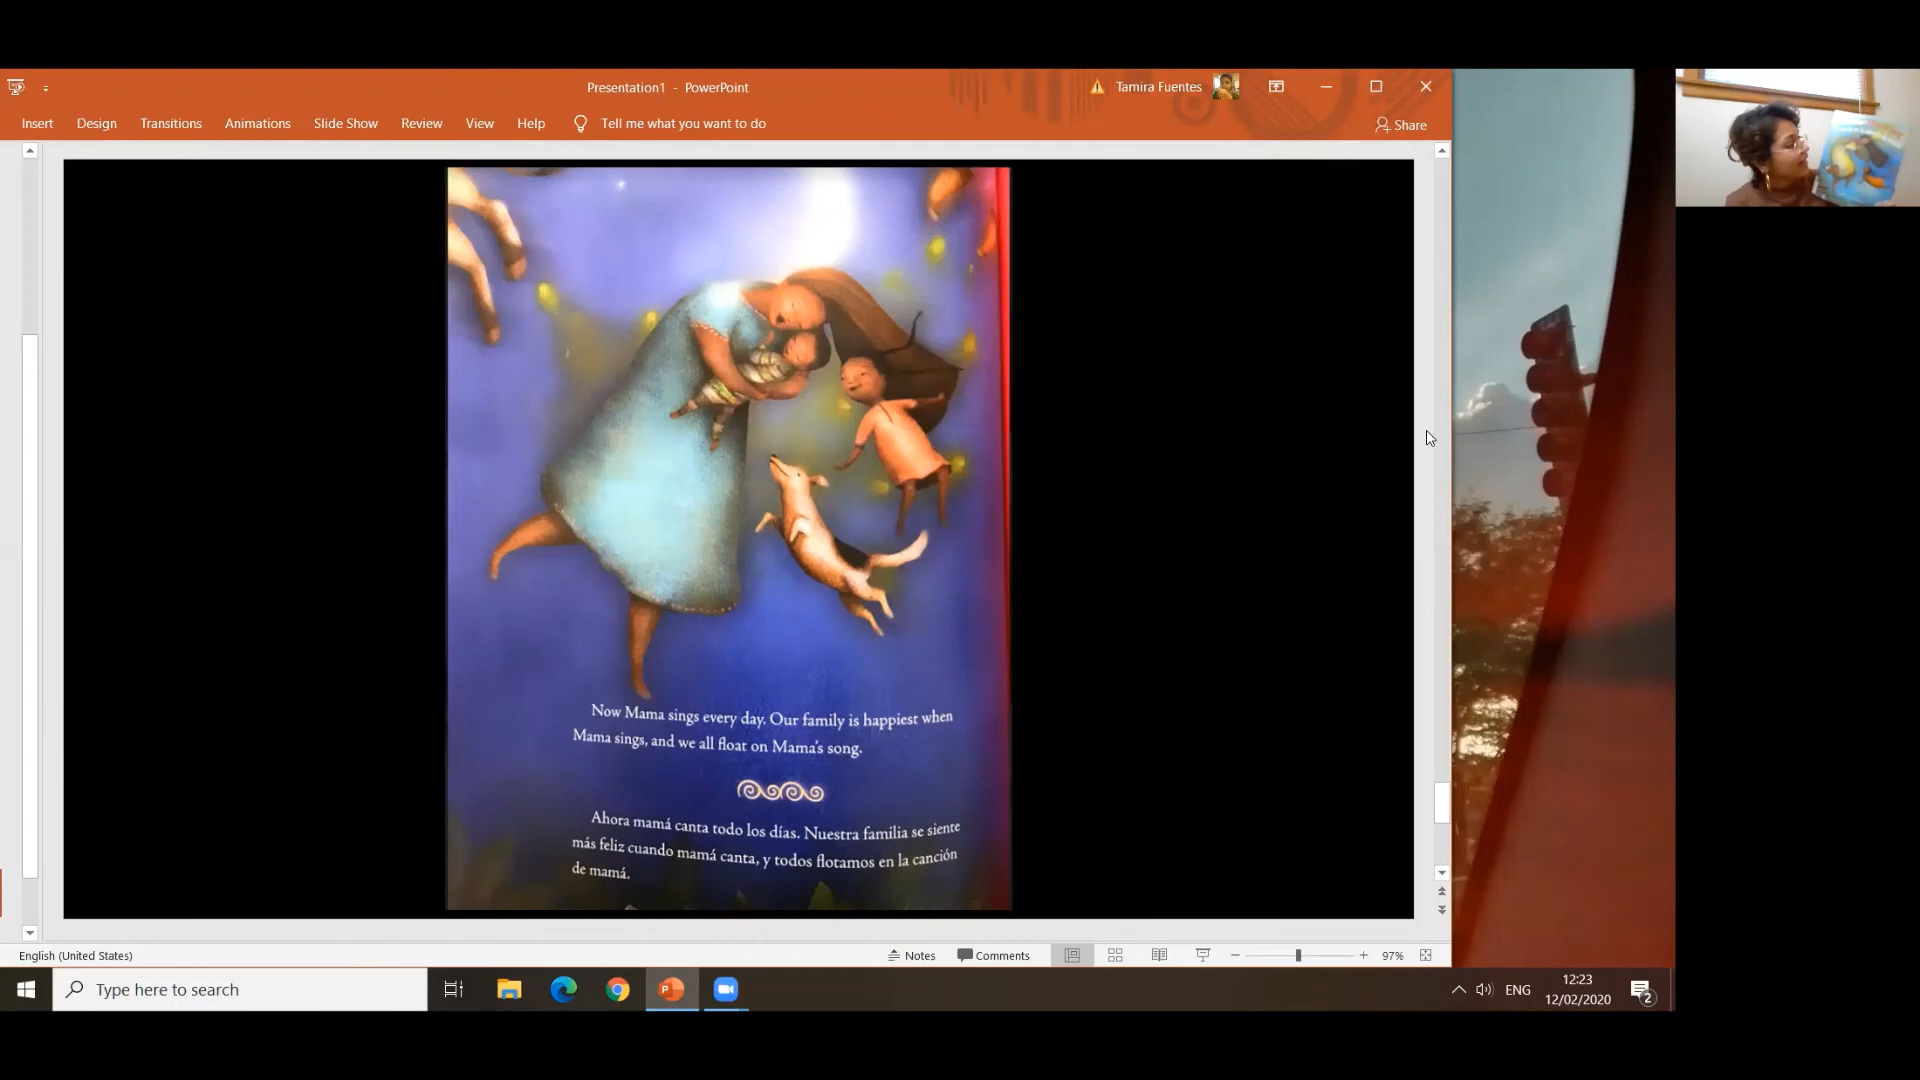 Presentation1 - PowerPoint
Tamira Fuentes
Insert Design Transitions Animations Slide Show Review View Help Tell me what you want to do
Share
Now Mama sings every day. Our family is happiest when
Mama sings, and we all float on Mama's song.
Ahora mamá canta todo los días. Nuestra familia se siente
más feliz cuando mamá canta, y todos flotamos en la canción
de mamá.
English (United States)
Notes Comments
97%
Type here to search
ENG
12:23
12/02/2020
2